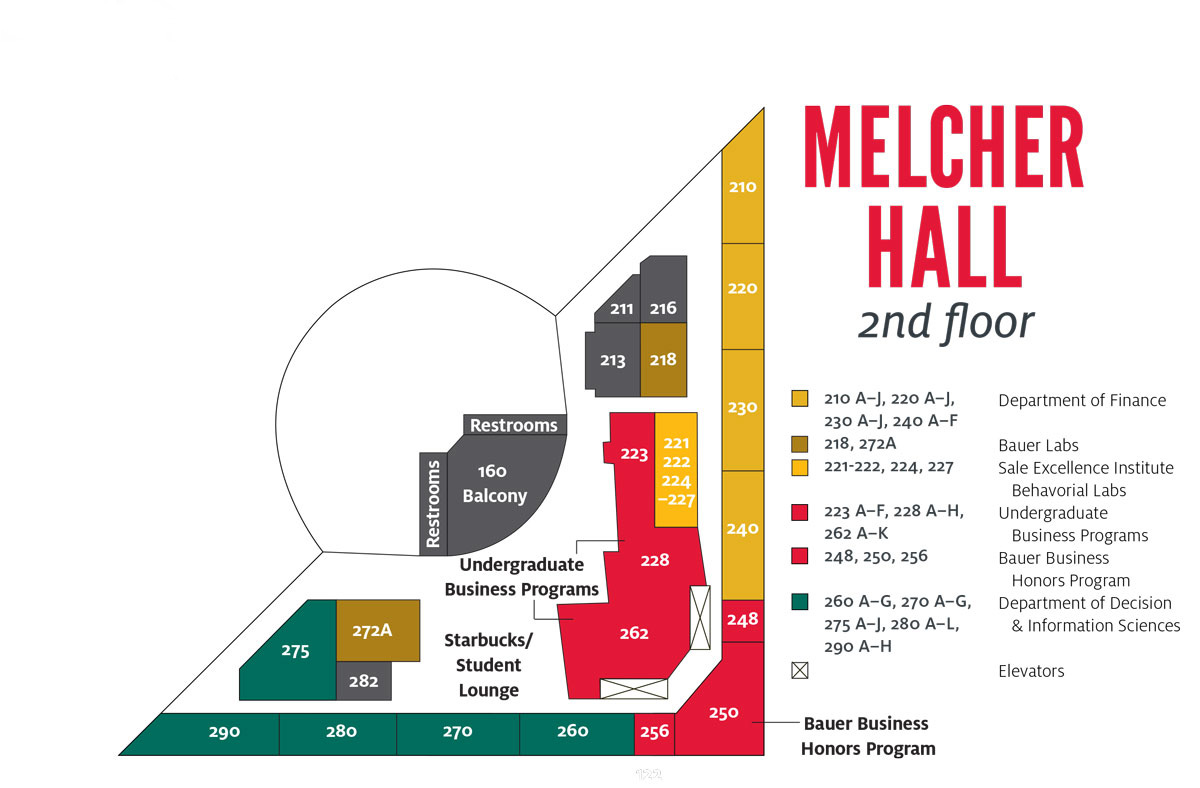 MELCHER
HALL
2nd floor
210
220
230
240
248
250
211
216
213
218
223
221
222
224
–227
228
262
Restrooms
Restrooms
160
Balcony
Undergraduate
Business Programs
Starbucks/
Student
Lounge
275
272A
282
290
280
270
260
256
Bauer Business
Honors Program
210 A–J, 220 A–J,
230 A–J, 240 A–F
Department of Finance
218, 272A
Bauer Labs
221-222, 224, 227
Sale Excellence Institute
Behavorial Labs
223 A–F, 228 A–H,
262 A–K
Undergraduate
Business Programs
248, 250, 256
Bauer Business
Honors Program
260 A–G, 270 A–G,
275 A–J, 280 A–L,
290 A–H
Department of Decision
& Information Sciences
Elevators